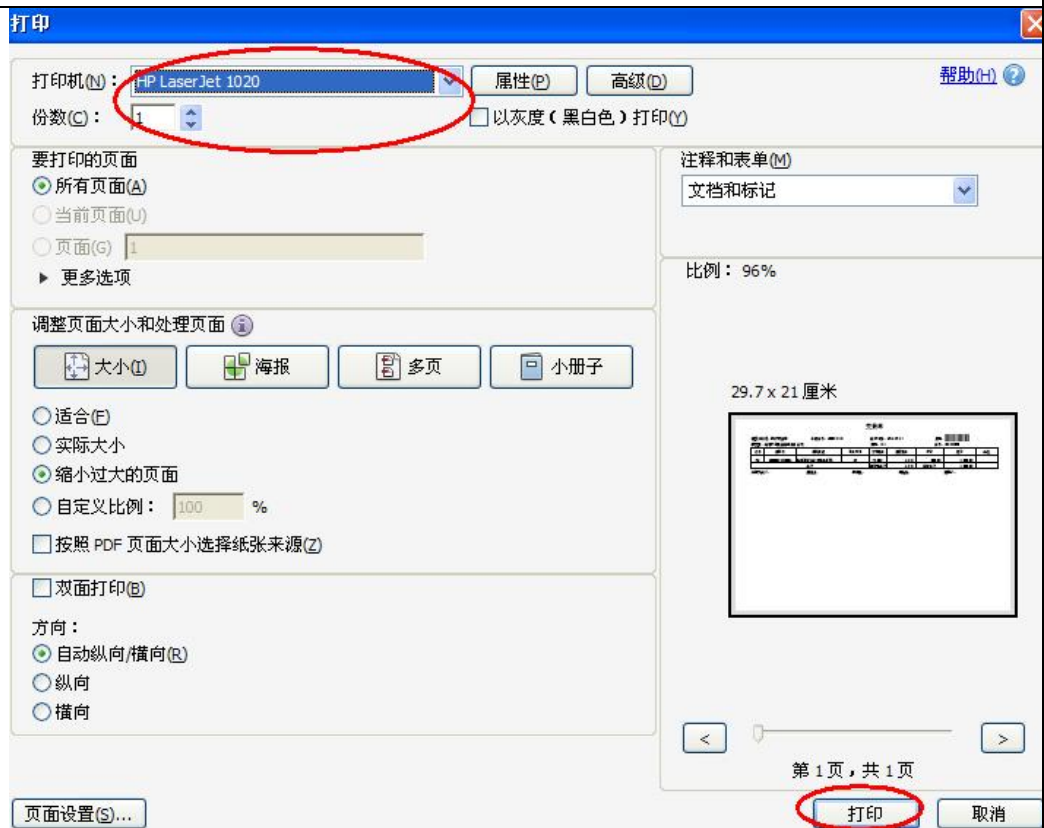 打印
打印机(N)： HP LaserJet 1020 属性(P) 高级(D) 帮助(H)
份数(C)： 1 以灰度（黑白色）打印(Y)
要打印的页面
所有页面(A)
当前页面(U)
页面(G) 1
更多选项
注释和表单(M)
文档和标记
比例： 96%
调整页面大小和处理页面
大小(I) 海报 多页 小册子
适合(F)
实际大小
缩小过大的页面
自定义比例： 100 %
按照 PDF 页面大小选择纸张来源(Z)
29.7 x 21 厘米
双面打印(B)
方向：
自动纵向/横向(R)
纵向
横向
< >
第 1 页，共 1 页
页面设置(S)... 打印 取消